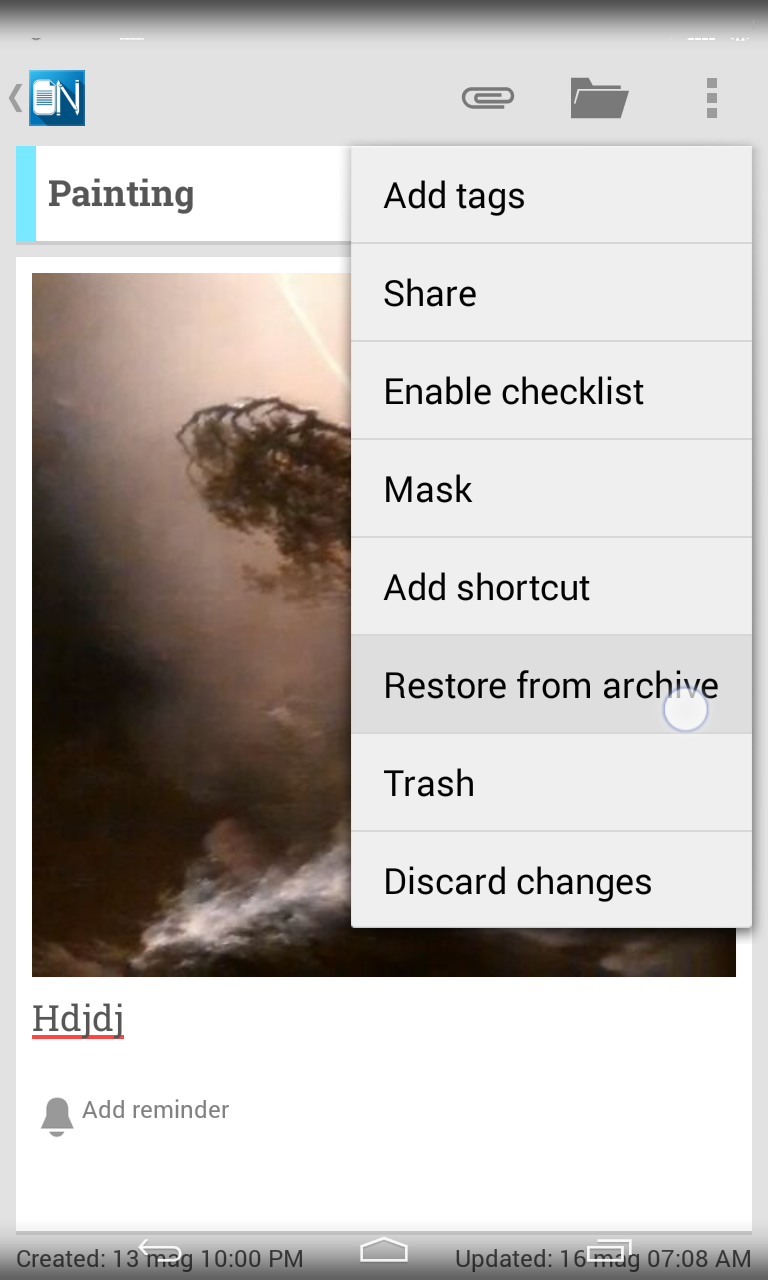 N
Painting
Add tags
Share
Enable checklist
Mask
Add shortcut
Restore from archive
Trash
Discard changes
Hdjdj
Add reminder
Created: 13 mag 10:00 PM
Updated: 16 mag 07:08 AM